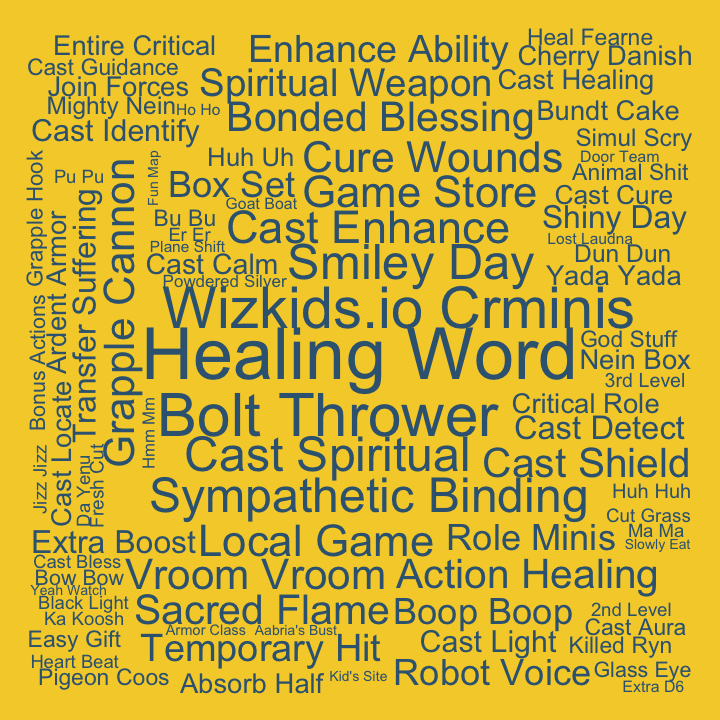 Entire Critical
Enhance Ability
Heal Fearne
Cast Guidance
Cherry Danish
Join Forces
Spiritual Weapon
Cast Healing
Mighty Nein
Ho Ho
Bonded Blessing
Bundt Cake
Cast Identify
Simul Scry
Huh Uh
Cure Wounds
Door Team
Animal Shit
Grapple Hook
Pu Pu
Fun Map
Box Set
Game Store
Cast Cure
Goat Boat
Bu Bu
Cast Enhance
Shiny Day
Er Er
Lost Laudna
Plane Shift
Dun Dun
Cast Calm
Smiley Day
Yada Yada
Powdered Silver
Ardent Armor
Transfer Suffering
Grapple Cannon
Wizkids.io Crminis
Bonus Actions
Healing Word
God Stuff
Nein Box
3rd Level
Cast Locate
Hmm Mm
Bolt Thrower
Critical Role
Cast Detect
Jizz Jizz
Da Yenu
Fresh Cut
Cast Spiritual
Cast Shield
Sympathetic Binding
Huh Huh
Cut Grass
Extra Boost
Local Game
Role Minis
Ma Ma
Slowly Eat
Cast Bless
Bow Bow
Vroom Vroom
Action Healing
Yeah Watch
Black Light
Sacred Flame
Boop Boop
2nd Level
Ka Koosh
Armor Class
Aabria's Bust
Cast Aura
Easy Gift
Temporary Hit
Cast Light
Killed Ryn
Heart Beat
Pigeon Coos
Absorb Half
Kid's Site
Robot Voice
Glass Eye
Extra D6